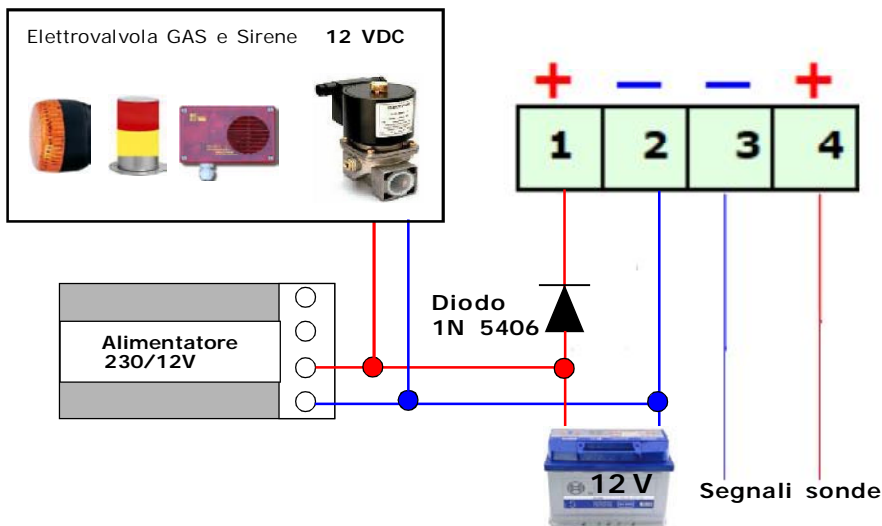 Elettrovalvola GAS e Sirene 12 VDC
+ – – +
1 2 3 4
Diodo
1N 5406
Alimentatore
230/12V
12 V
Segnali sonde